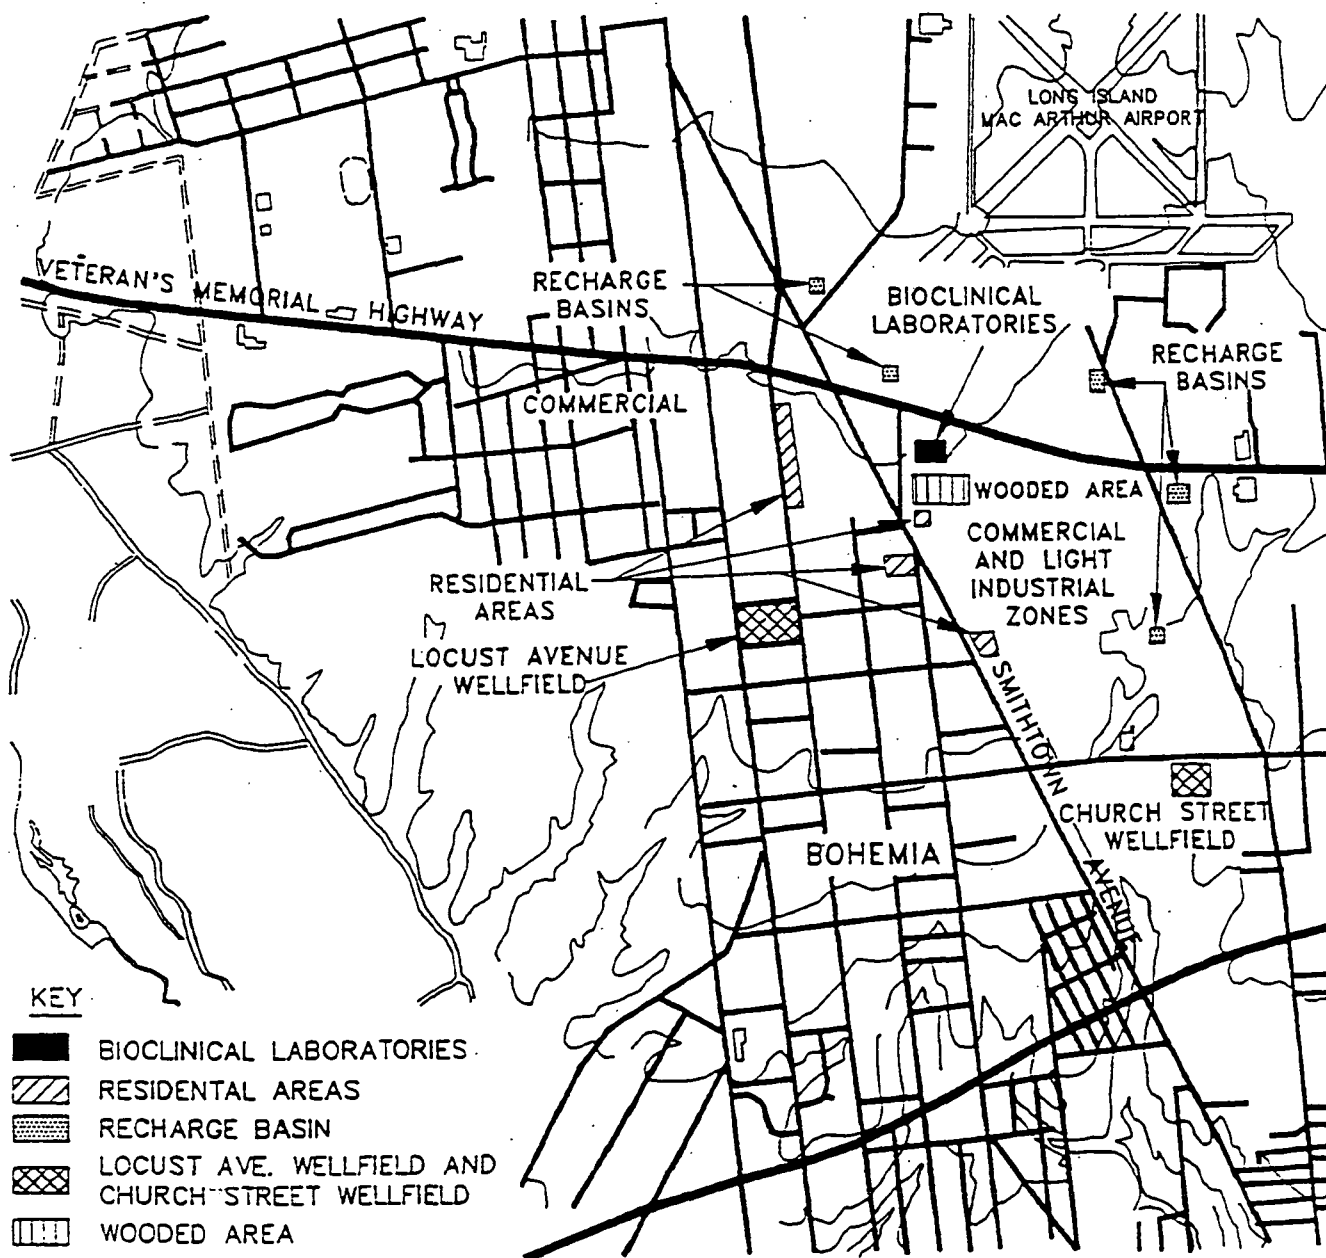 LONG ISLAND
MAC ARTHUR AIRPORT
VETERAN'S MEMORIAL HIGHWAY
RECHARGE
BASINS
BIOCLINICAL
LABORATORIES
RECHARGE
BASINS
COMMERCIAL
WOODED AREA
COMMERCIAL
AND LIGHT
INDUSTRIAL
ZONES
RESIDENTIAL
AREAS
LOCUST AVENUE
WELLFIELD
SMITHTOWN AVENUE
CHURCH STREET
WELLFIELD
BOHEMIA
KEY
BIOCLINICAL LABORATORIES
RESIDENTAL AREAS
RECHARGE BASIN
LOCUST AVE. WELLFIELD AND
CHURCH STREET WELLFIELD
WOODED AREA